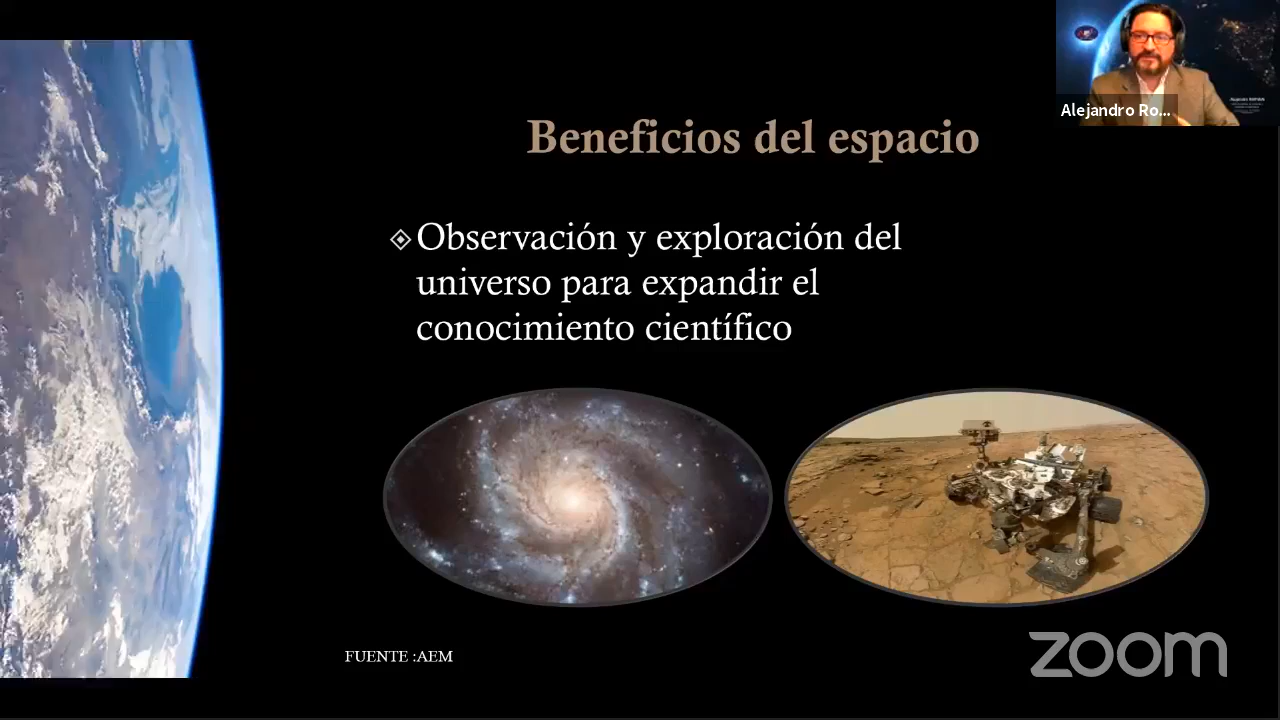 Alejandro Ro...
Beneficios del espacio
Observación y exploración del
universo para expandir el
conocimiento científico
FUENTE :AEM
zoom